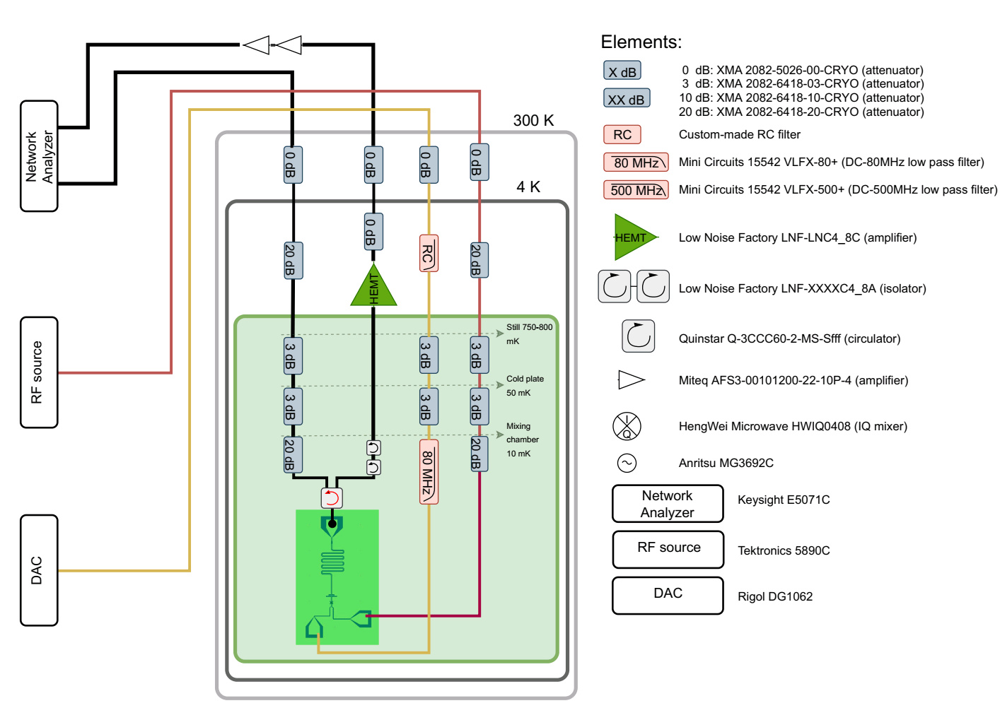 Elements:
X dB
XX dB
0 dB: XMA 2082-5026-00-CRYO (attenuator)
3 dB: XMA 2082-6418-03-CRYO (attenuator)
10 dB: XMA 2082-6418-10-CRYO (attenuator)
20 dB: XMA 2082-6418-20-CRYO (attenuator)
RC
Custom-made RC filter
80 MHz
Mini Circuits 15542 VLFX-80+ (DC-80MHz low pass filter)
500 MHz
Mini Circuits 15542 VLFX-500+ (DC-500MHz low pass filter)
HEMT
Low Noise Factory LNF-LNC4_8C (amplifier)
Low Noise Factory LNF-XXXXC4_8A (isolator)
Quinstar Q-3CCC60-2-MS-Sfff (circulator)
Miteq AFS3-00101200-22-10P-4 (amplifier)
I
Q
HengWei Microwave HWIQ0408 (IQ mixer)
Anritsu MG3692C
Network
Analyzer
Keysight E5071C
RF source
Tektronics 5890C
DAC
Rigol DG1062
Network
Analyzer
RF source
DAC
300 K
0 dB
0 dB
0 dB
0 dB
4 K
20 dB
0 dB
RC
20 dB
HEMT
Still 750-800
mK
3 dB
3 dB
3 dB
Cold plate
50 mK
3 dB
3 dB
3 dB
Mixing
chamber
10 mK
20 dB
80 MHz
20 dB